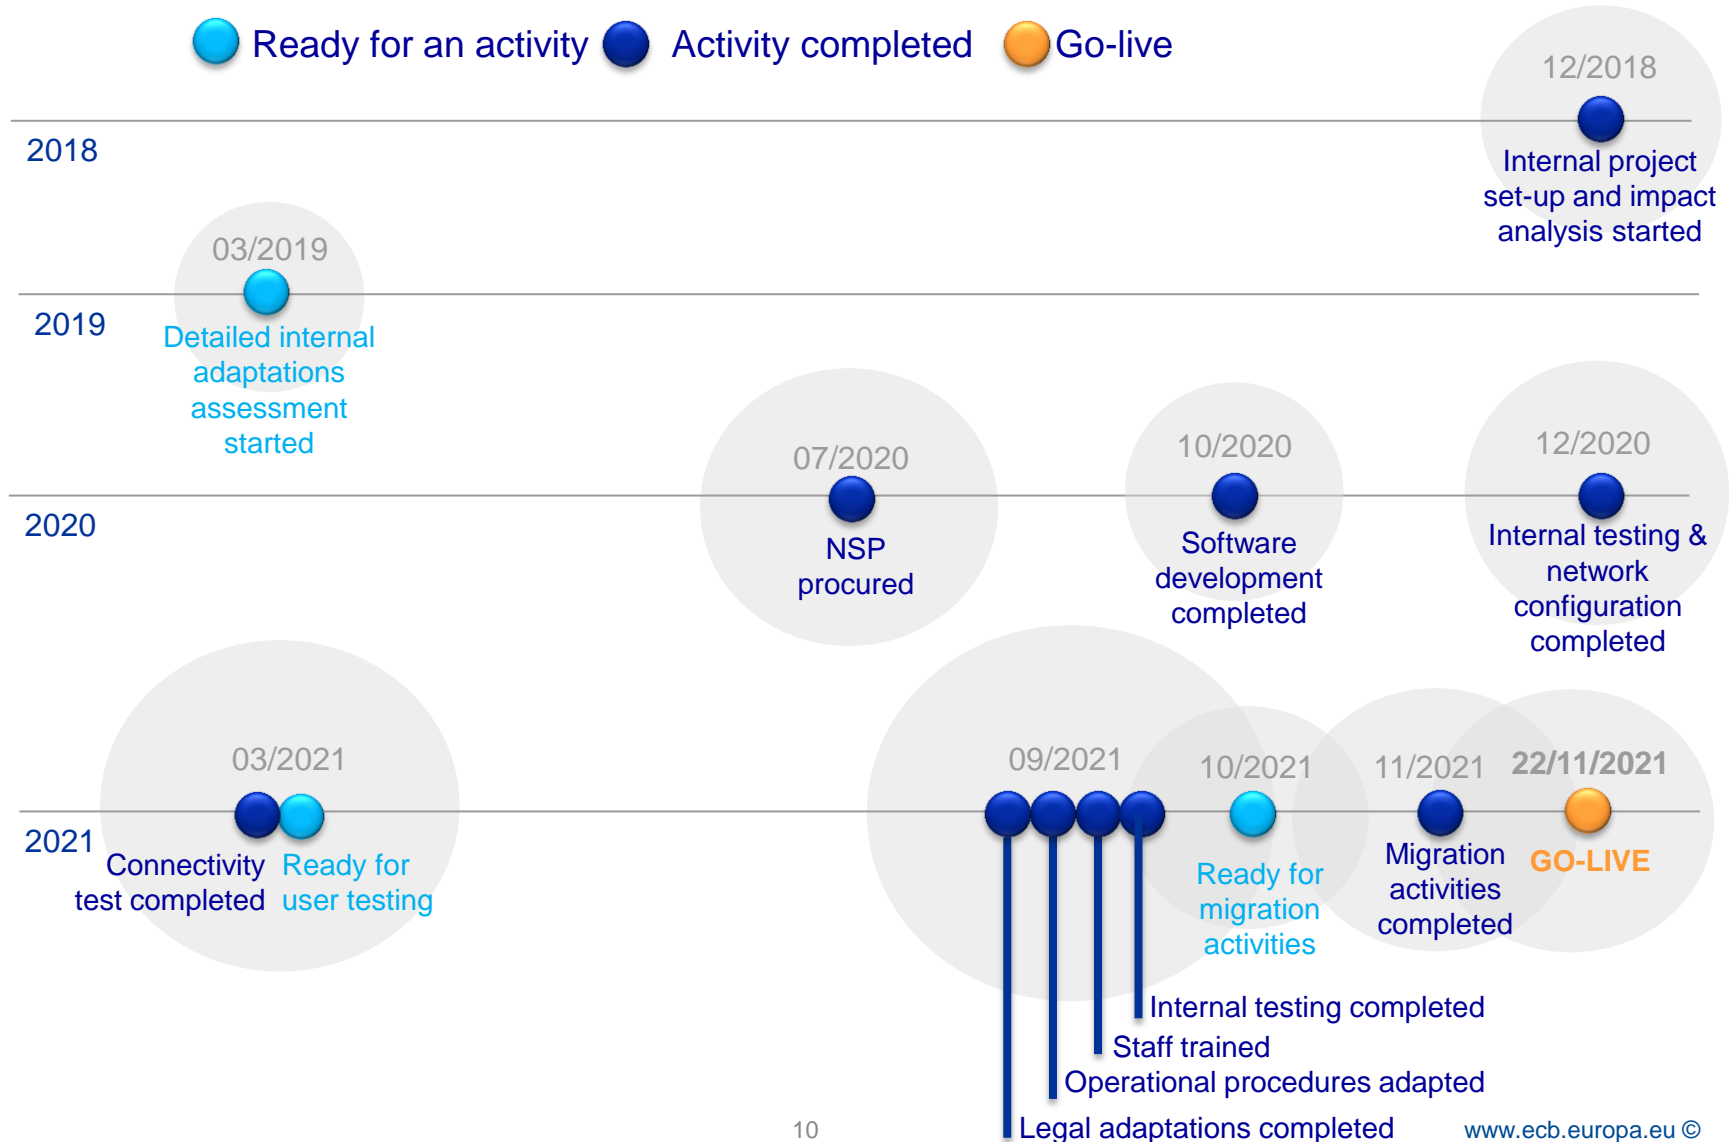 Ready for an activity
Activity completed
Go-live
12/2018
2018
Internal project
set-up and impact
analysis started
03/2019
2019
Detailed internal
adaptations
assessment
started
07/2020
10/2020
12/2020
2020
NSP
procured
Software
development
completed
Internal testing &
network
configuration
completed
03/2021
09/2021
10/2021
11/2021
22/11/2021
2021
Connectivity
test completed
Ready for
user testing
Ready for
migration
activities
Migration
activities
completed
GO-LIVE
Internal testing completed
Staff trained
Operational procedures adapted
Legal adaptations completed
10
www.ecb.europa.eu ©